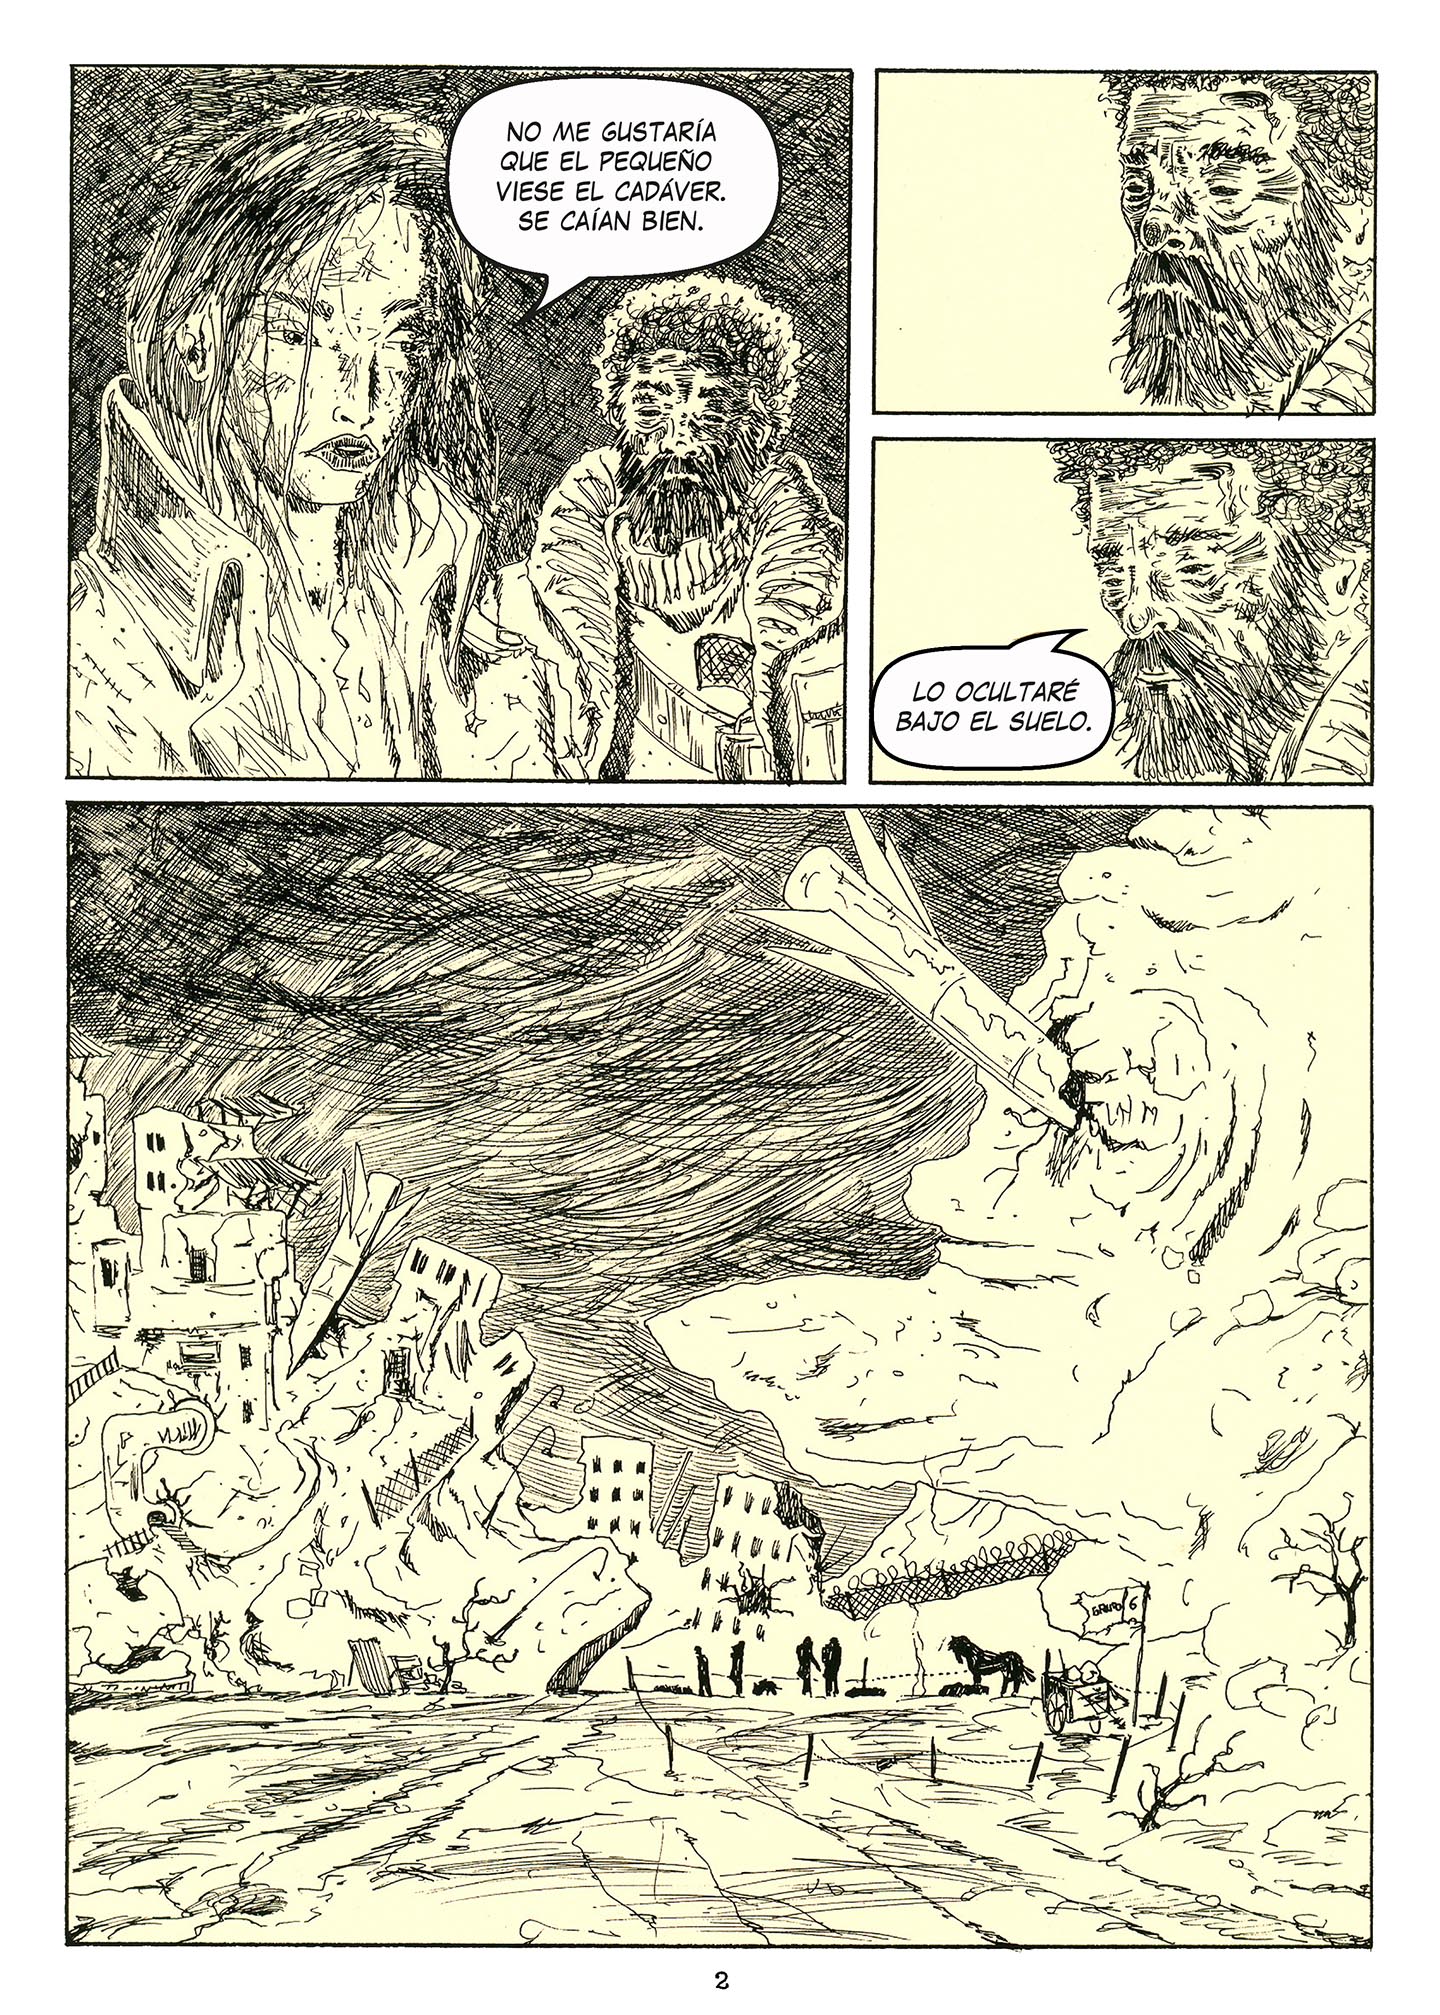 NO ME GUSTARÍA
QUE EL PEQUEÑO
VIESE EL CADÁVER.
SE CAÍAN BIEN.
LO OCULTARÉ
BAJO EL SUELO.
GRUPO 6
2